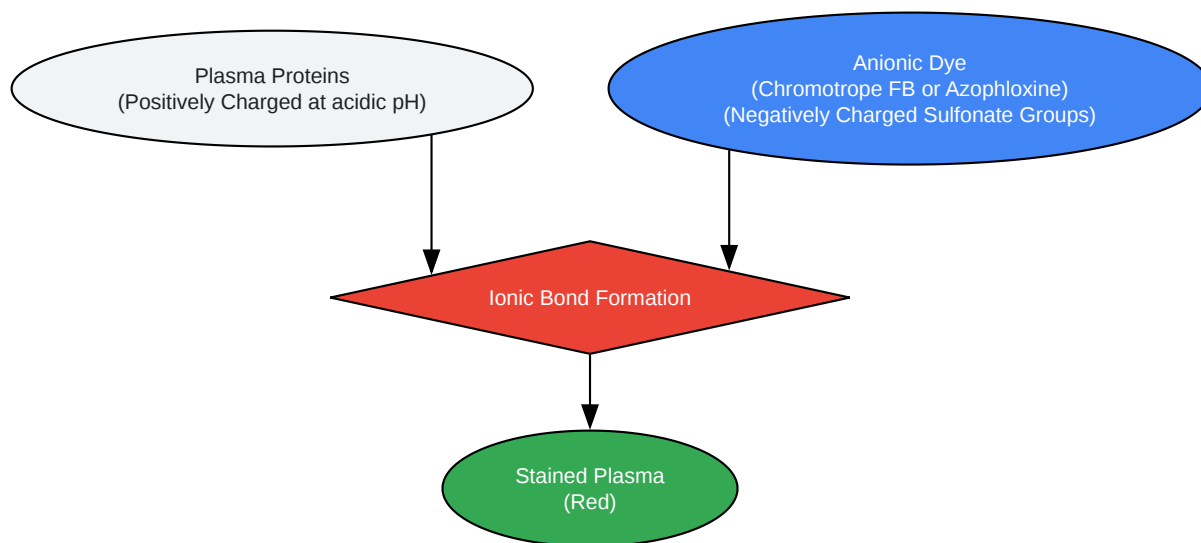 Plasma Proteins
(Positively Charged at acidic pH)
Anionic Dye
(Chromotrope FB or Azophloxine)
(Negatively Charged Sulfonate Groups)
Ionic Bond Formation
Stained Plasma
(Red)